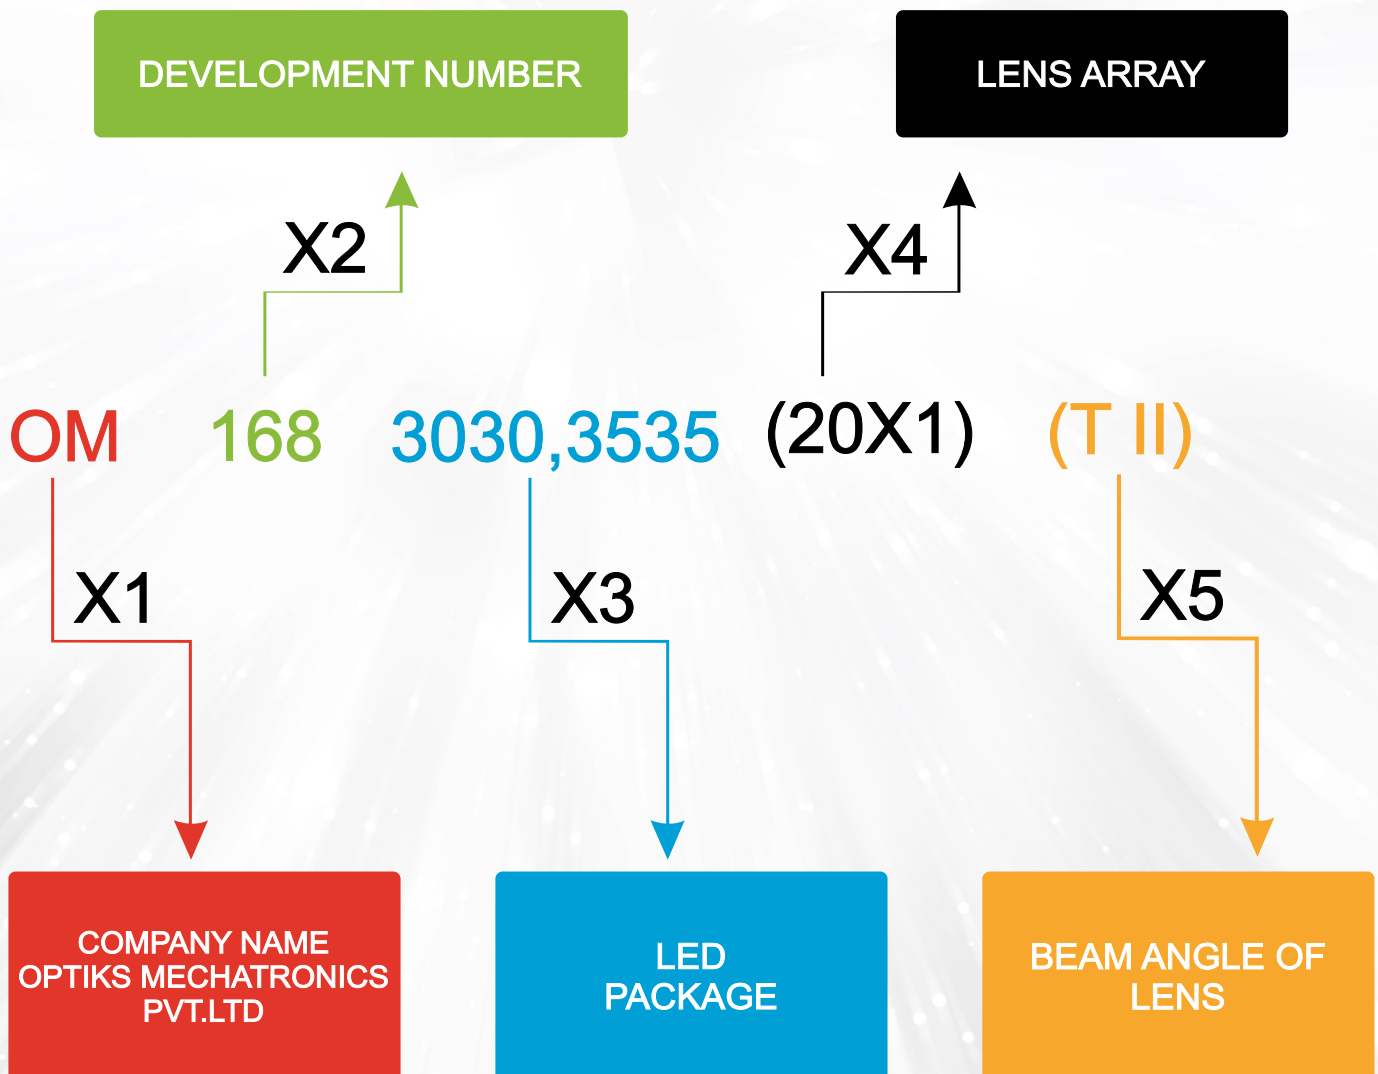 DEVELOPMENT NUMBER
LENS ARRAY
X2
X4
OM 168 3030,3535 (20X1) (T II)
X1
X3
X5
COMPANY NAME
OPTIKS MECHATRONICS
PVT.LTD
LED
PACKAGE
BEAM ANGLE OF
LENS